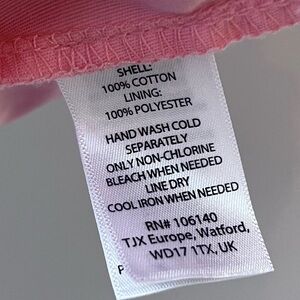 SHELL:
100% COTTON
LINING:
100% POLYESTER
HAND WASH COLD
SEPARATELY
ONLY NON-CHLORINE
BLEACH WHEN NEEDED
LINE DRY
COOL IRON WHEN NEEDED
RN# 106140
TJX Europe, Watford,
WD17 1TX, UK
P